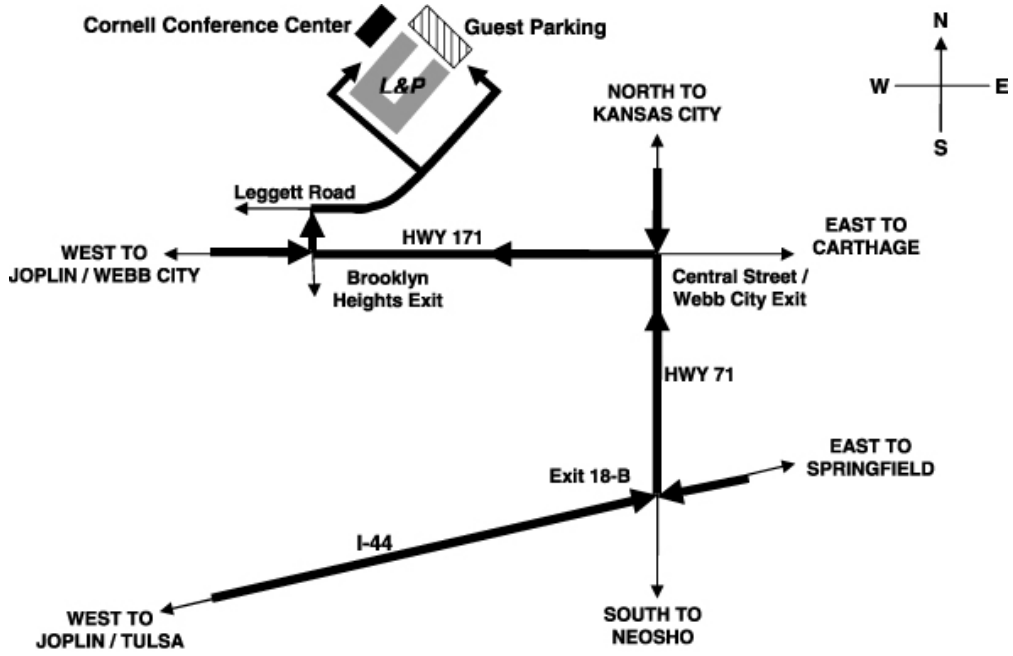 Cornell Conference Center
Guest Parking
L&P
N
W
E
S
NORTH TO
KANSAS CITY
Leggett Road
HWY 171
EAST TO
CARTHAGE
WEST TO
JOPLIN / WEBB CITY
Brooklyn
Heights Exit
Central Street /
Webb City Exit
HWY 71
EAST TO
SPRINGFIELD
Exit 18-B
I-44
WEST TO
JOPLIN / TULSA
SOUTH TO
NEOSHO